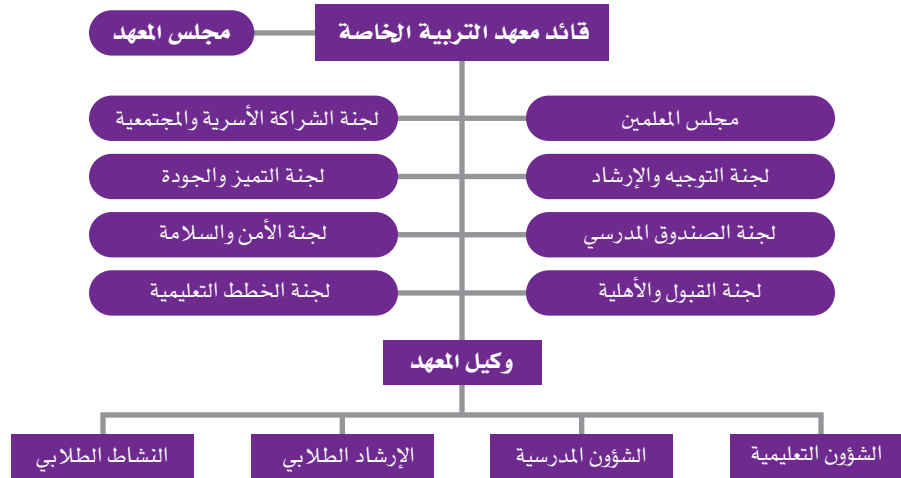 قائد معهد التربية الخاصة
مجلس المعهد
مجلس المعلمين
لجنة الشراكة الأسرية والمجتمعية
لجنة التوجيه والإرشاد
لجنة التميز والجودة
لجنة الصندوق المدرسي
لجنة الأمن والسلامة
لجنة القبول والأهلية
لجنة الخطط التعليمية
وكيل المعهد
الشؤون التعليمية
الشؤون المدرسية
الإرشاد الطلابي
النشاط الطلابي